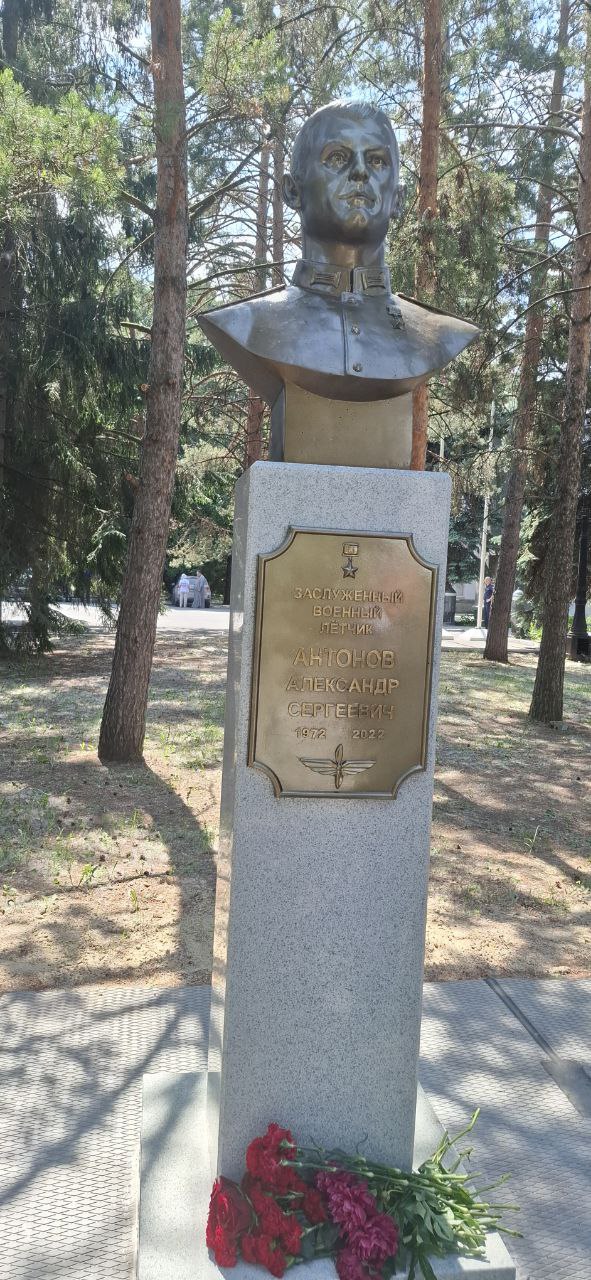 ЗАСЛУЖЕННЫЙ
ВОЕННЫЙ
ЛЁТЧИК
АНТОНОВ
АЛЕКСАНДР
СЕРГЕЕВИЧ
1972 2022